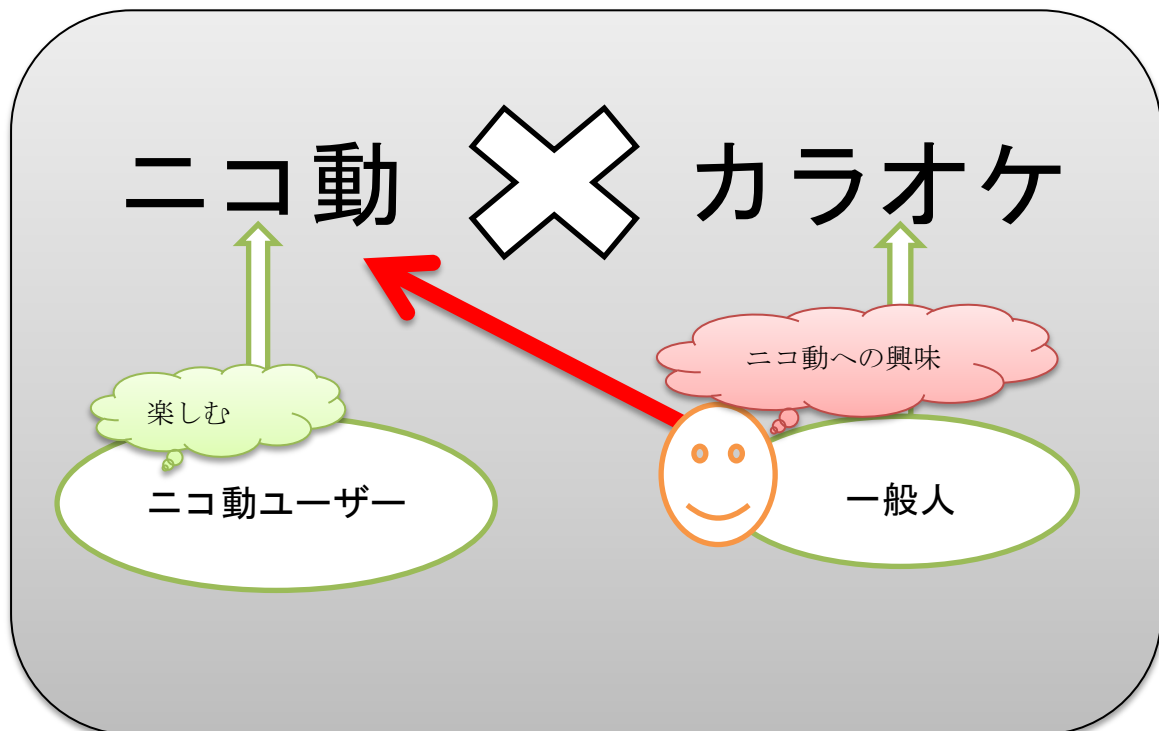 ニコ動
カラオケ
楽しむ
ニコ動への興味
ニコ動ユーザー
一般人